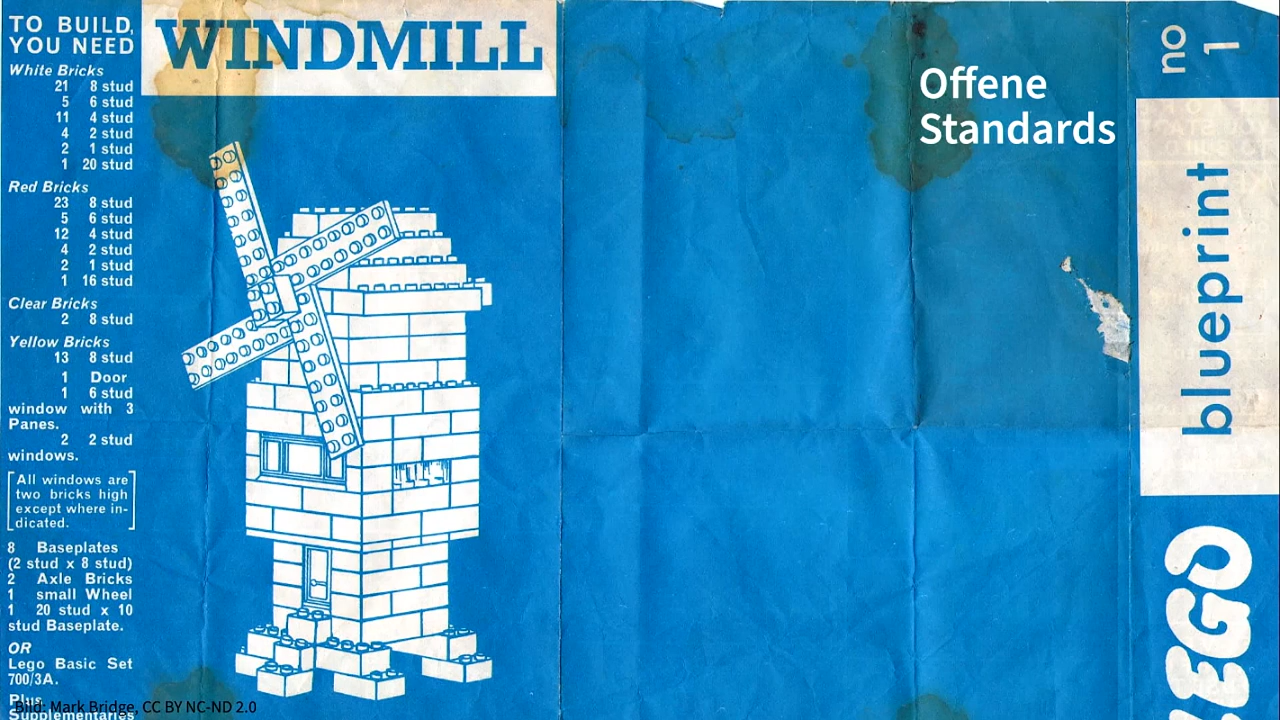 TO BUILD,
YOU NEED
White Bricks
21 8 stud
5 6 stud
11 4 stud
4 2 stud
2 1 stud
1 20 stud
Red Bricks
23 8 stud
5 6 stud
12 4 stud
4 2 stud
2 1 stud
1 16 stud
Clear Bricks
2 8 stud
Yellow Bricks
13 8 stud
1 Door
1 6 stud
window with 3
Panes.
2 2 stud
windows.
[All windows are
two bricks high
except where in-
dicated.]
8 Baseplates
(2 stud x 8 stud)
2 Axle Bricks
1 small Wheel
1 20 stud x 10
stud Baseplate.
OR
Lego Basic Set
700/3A.
Plus
Supplementaries
Bild: Mark Bridge, CC BY NC-ND 2.0
WINDMILL
Offene
Standards
no
1
blueprint
LEGO